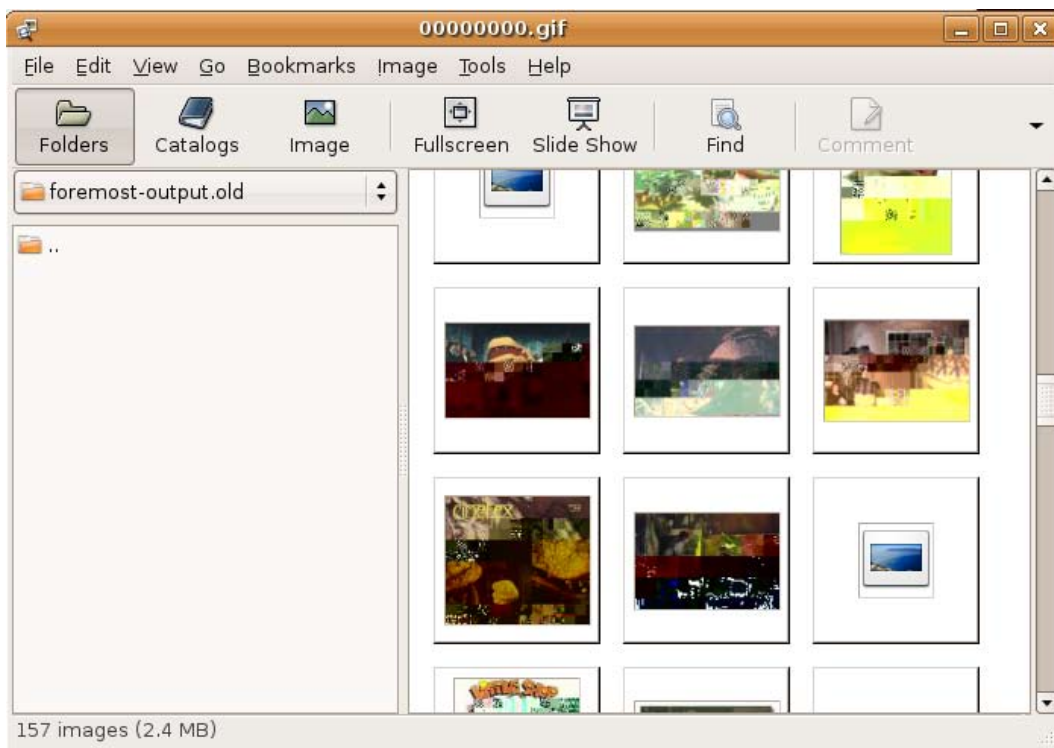 00000000.gif
File Edit View Go Bookmarks Image Tools Help
Folders Catalogs Image Fullscreen Slide Show Find Comment
foremost-output.old
..
cinefex
157 images (2.4 MB)